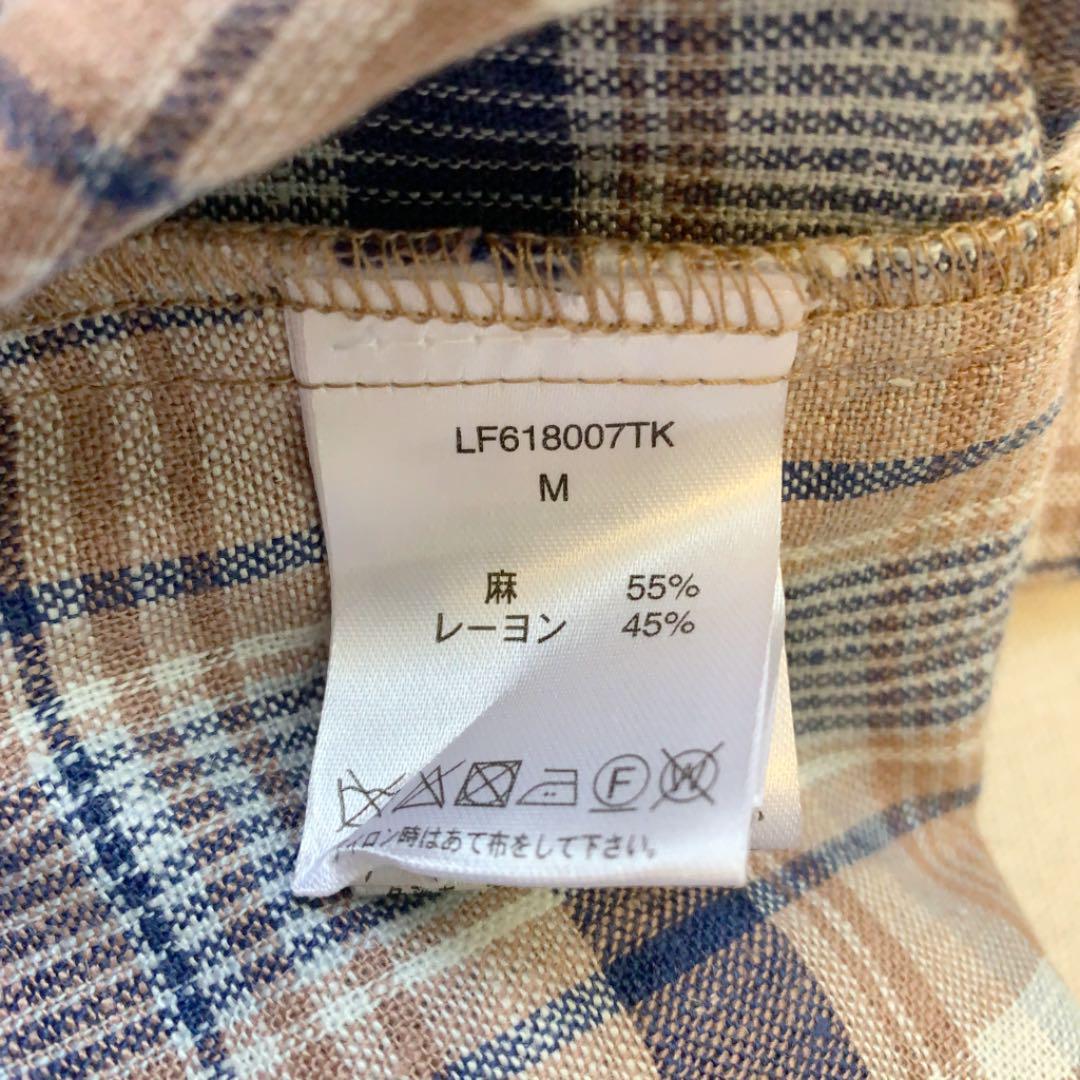 LF618007TK
M
麻 55%
レーヨン 45%
F W
イロン時はあて布をして下さい。